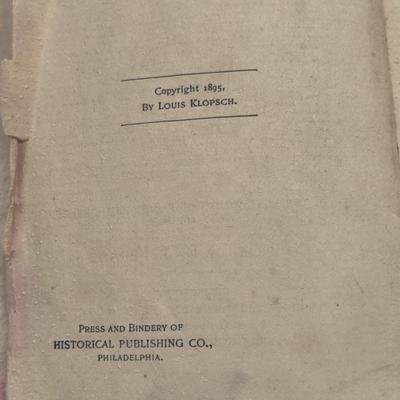 Copyright 1895,
By Louis Klopsch.
Press and Bindery of
HISTORICAL PUBLISHING CO.,
PHILADELPHIA.